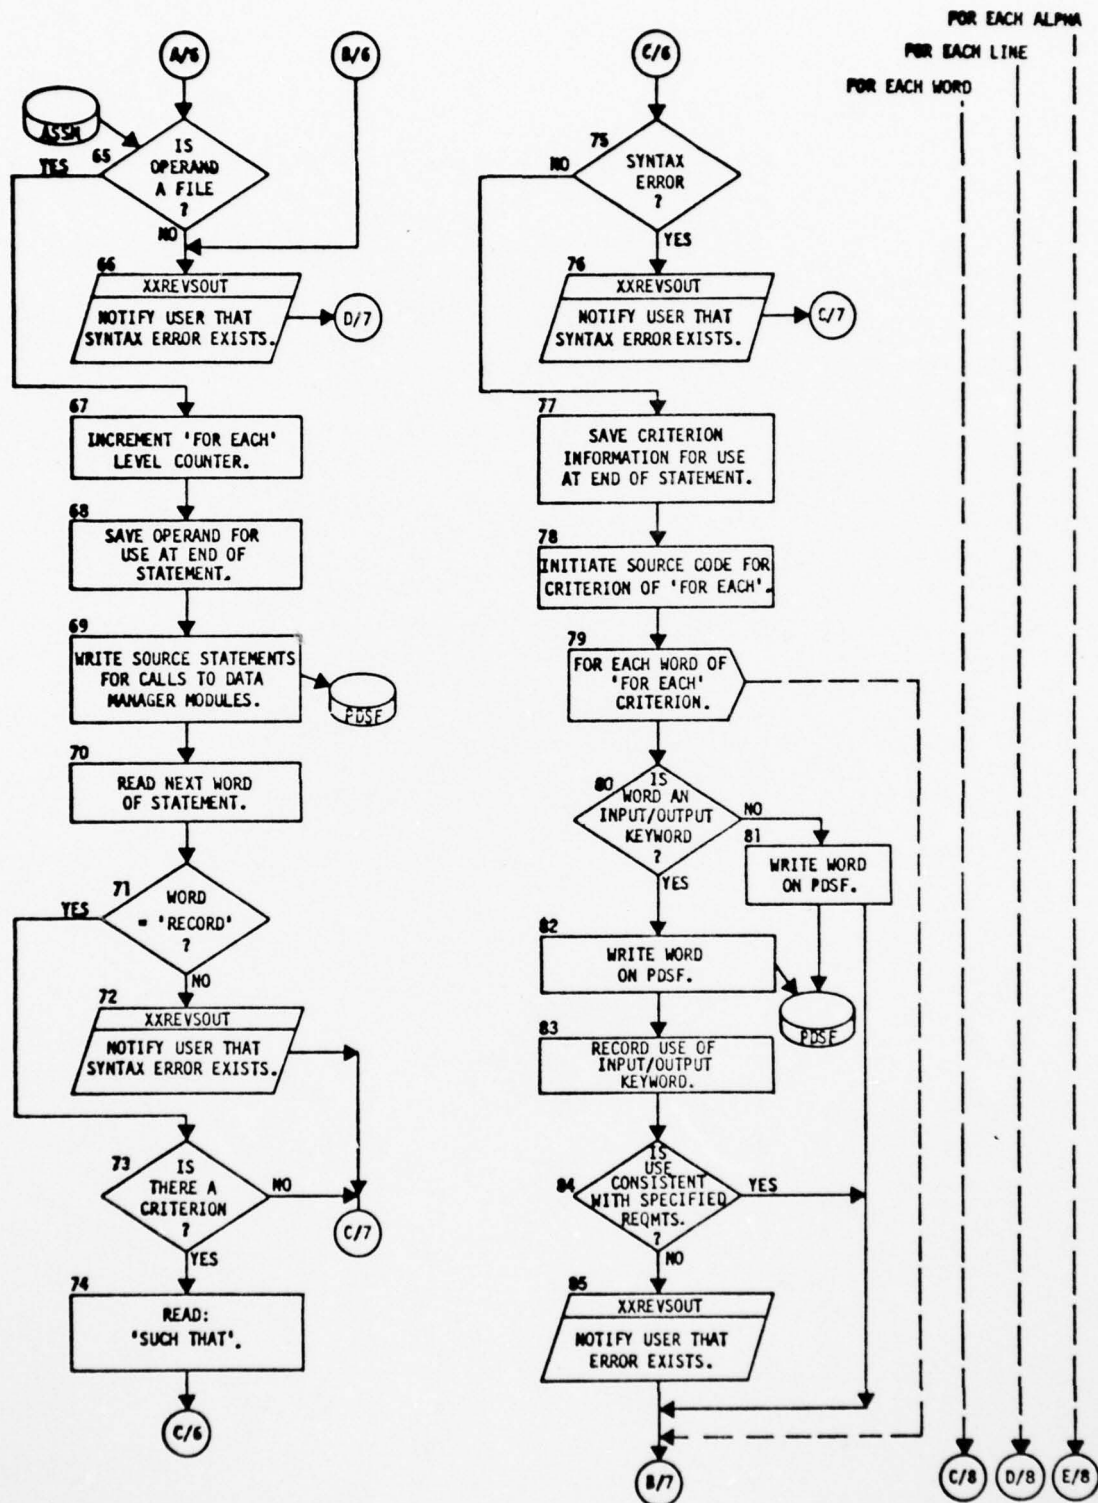 FOR EACH ALPHA
FOR EACH LINE
FOR EACH WORD
A/6
B/6
ASSM
65
IS
OPERAND
A FILE
?
YES
NO
66
XXREVSOUT
NOTIFY USER THAT
SYNTAX ERROR EXISTS.
D/7
67
INCREMENT 'FOR EACH'
LEVEL COUNTER.
68
SAVE OPERAND FOR
USE AT END OF
STATEMENT.
69
WRITE SOURCE STATEMENTS
FOR CALLS TO DATA
MANAGER MODULES.
PDSF
70
READ NEXT WORD
OF STATEMENT.
71
WORD
= 'RECORD'
?
YES
NO
72
XXREVSOUT
NOTIFY USER THAT
SYNTAX ERROR EXISTS.
73
IS
THERE A
CRITERION
?
NO
YES
C/7
74
READ:
'SUCH THAT'.
C/6
C/6
75
SYNTAX
ERROR
?
NO
YES
76
XXREVSOUT
NOTIFY USER THAT
SYNTAX ERROR EXISTS.
C/7
77
SAVE CRITERION
INFORMATION FOR USE
AT END OF STATEMENT.
78
INITIATE SOURCE CODE FOR
CRITERION OF 'FOR EACH'.
79
FOR EACH WORD OF
'FOR EACH'
CRITERION.
80
IS
WORD AN
INPUT/OUTPUT
KEYWORD
?
NO
YES
81
WRITE WORD
ON PDSF.
82
WRITE WORD
ON PDSF.
PDSF
83
RECORD USE OF
INPUT/OUTPUT
KEYWORD.
84
IS
USE
CONSISTENT
WITH SPECIFIED
REQMTS.
?
YES
NO
85
XXREVSOUT
NOTIFY USER THAT
ERROR EXISTS.
B/7
C/8
D/8
E/8